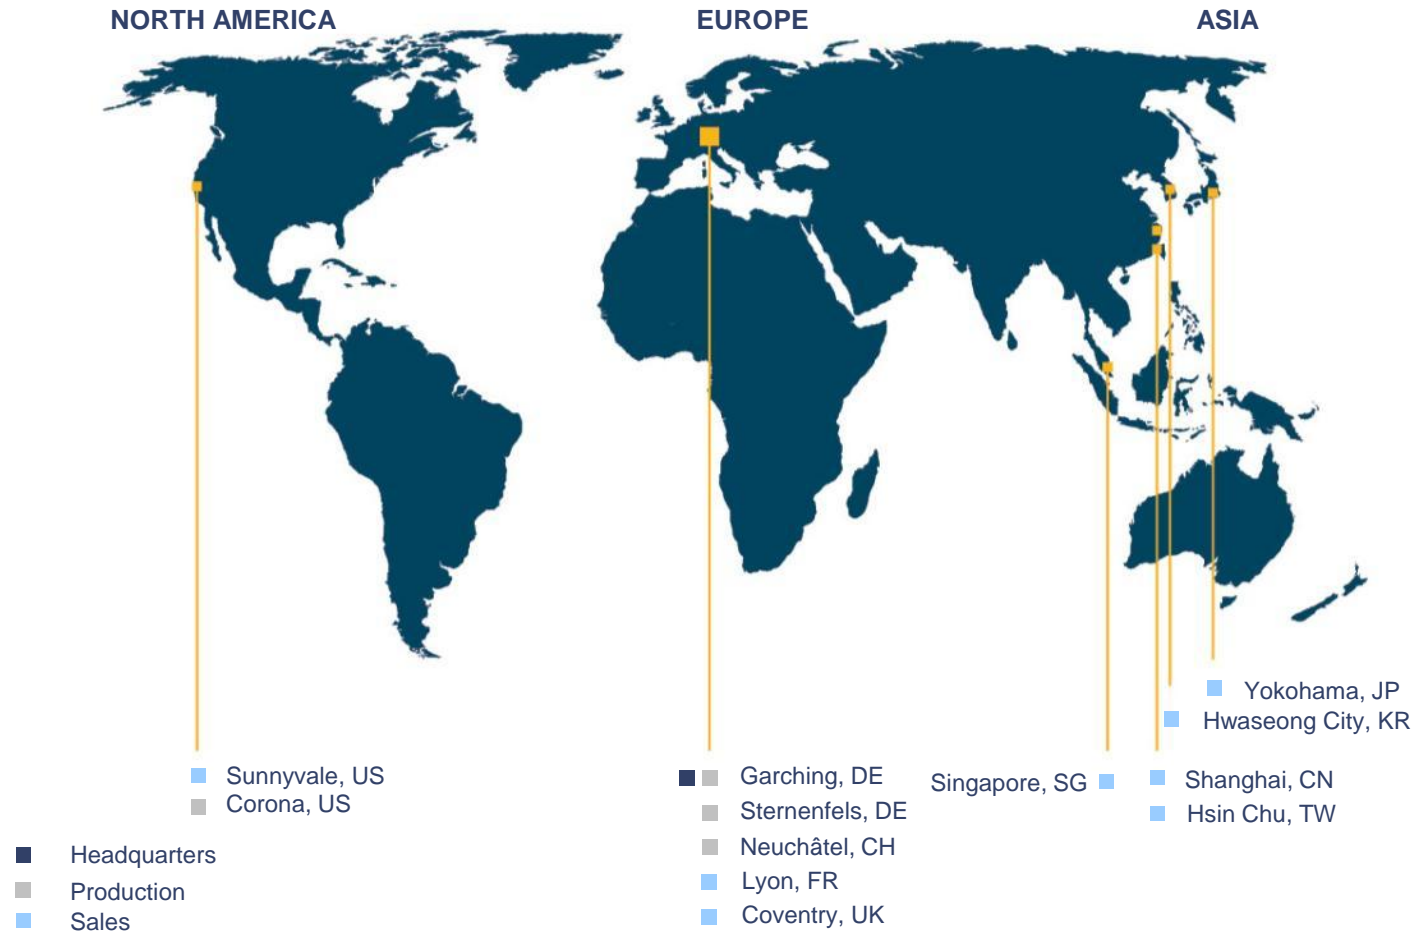 NORTH AMERICA
EUROPE
ASIA
Yokohama, JP
Hwaseong City, KR
Sunnyvale, US
Corona, US
Garching, DE
Sternenfels, DE
Neuchâtel, CH
Lyon, FR
Coventry, UK
Singapore, SG
Shanghai, CN
Hsin Chu, TW
Headquarters
Production
Sales